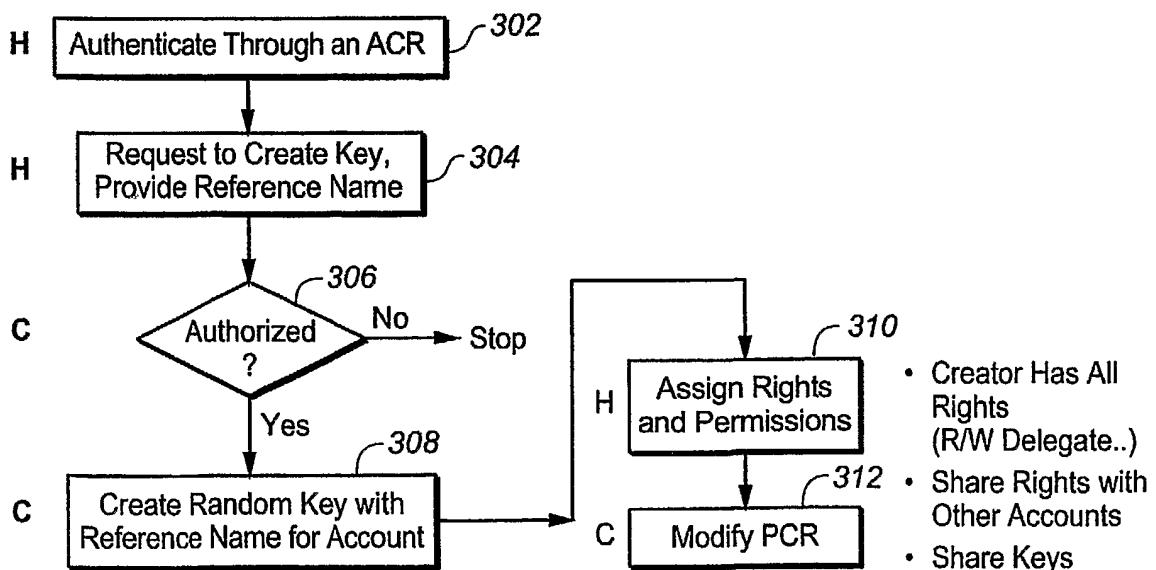 H
Authenticate Through an ACR
302
H
Request to Create Key,
Provide Reference Name
304
C
306
Authorized
?
No
Stop
Yes
308
C
Create Random Key with
Reference Name for Account
310
H
Assign Rights
and Permissions
312
C
Modify PCR
• Creator Has All
Rights
(R/W Delegate..)
• Share Rights with
Other Accounts
• Share Keys